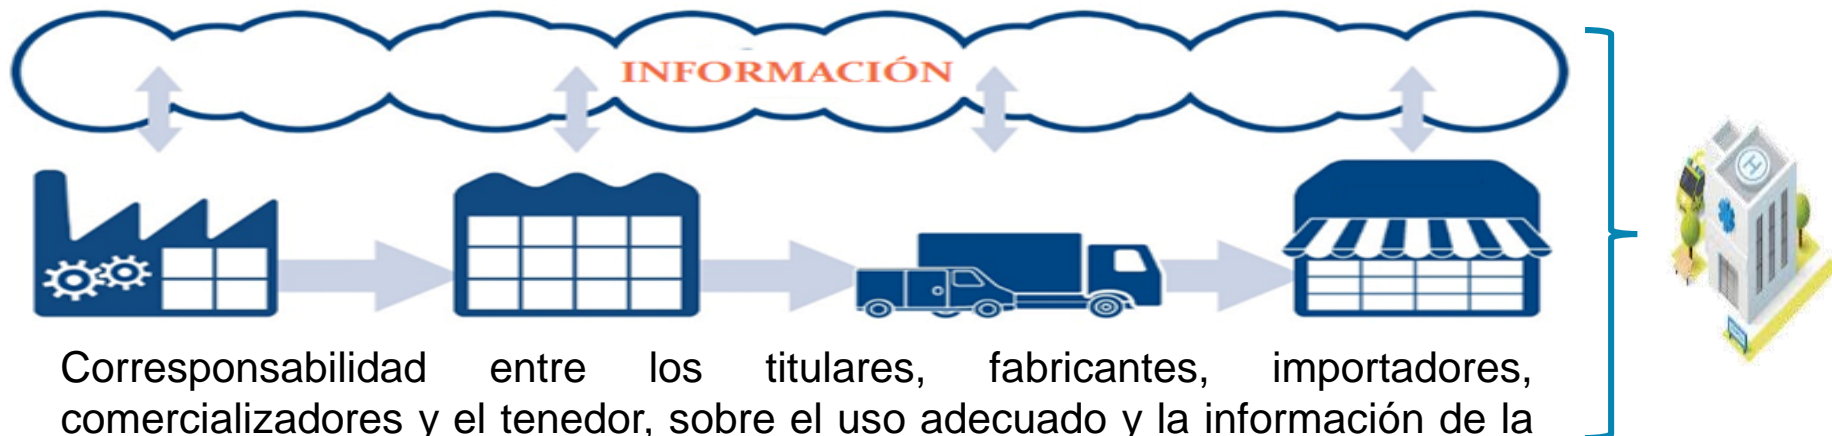 INFORMACIÓN
Corresponsabilidad entre los titulares, fabricantes, importadores,
comercializadores y el tenedor, sobre el uso adecuado y la información de la